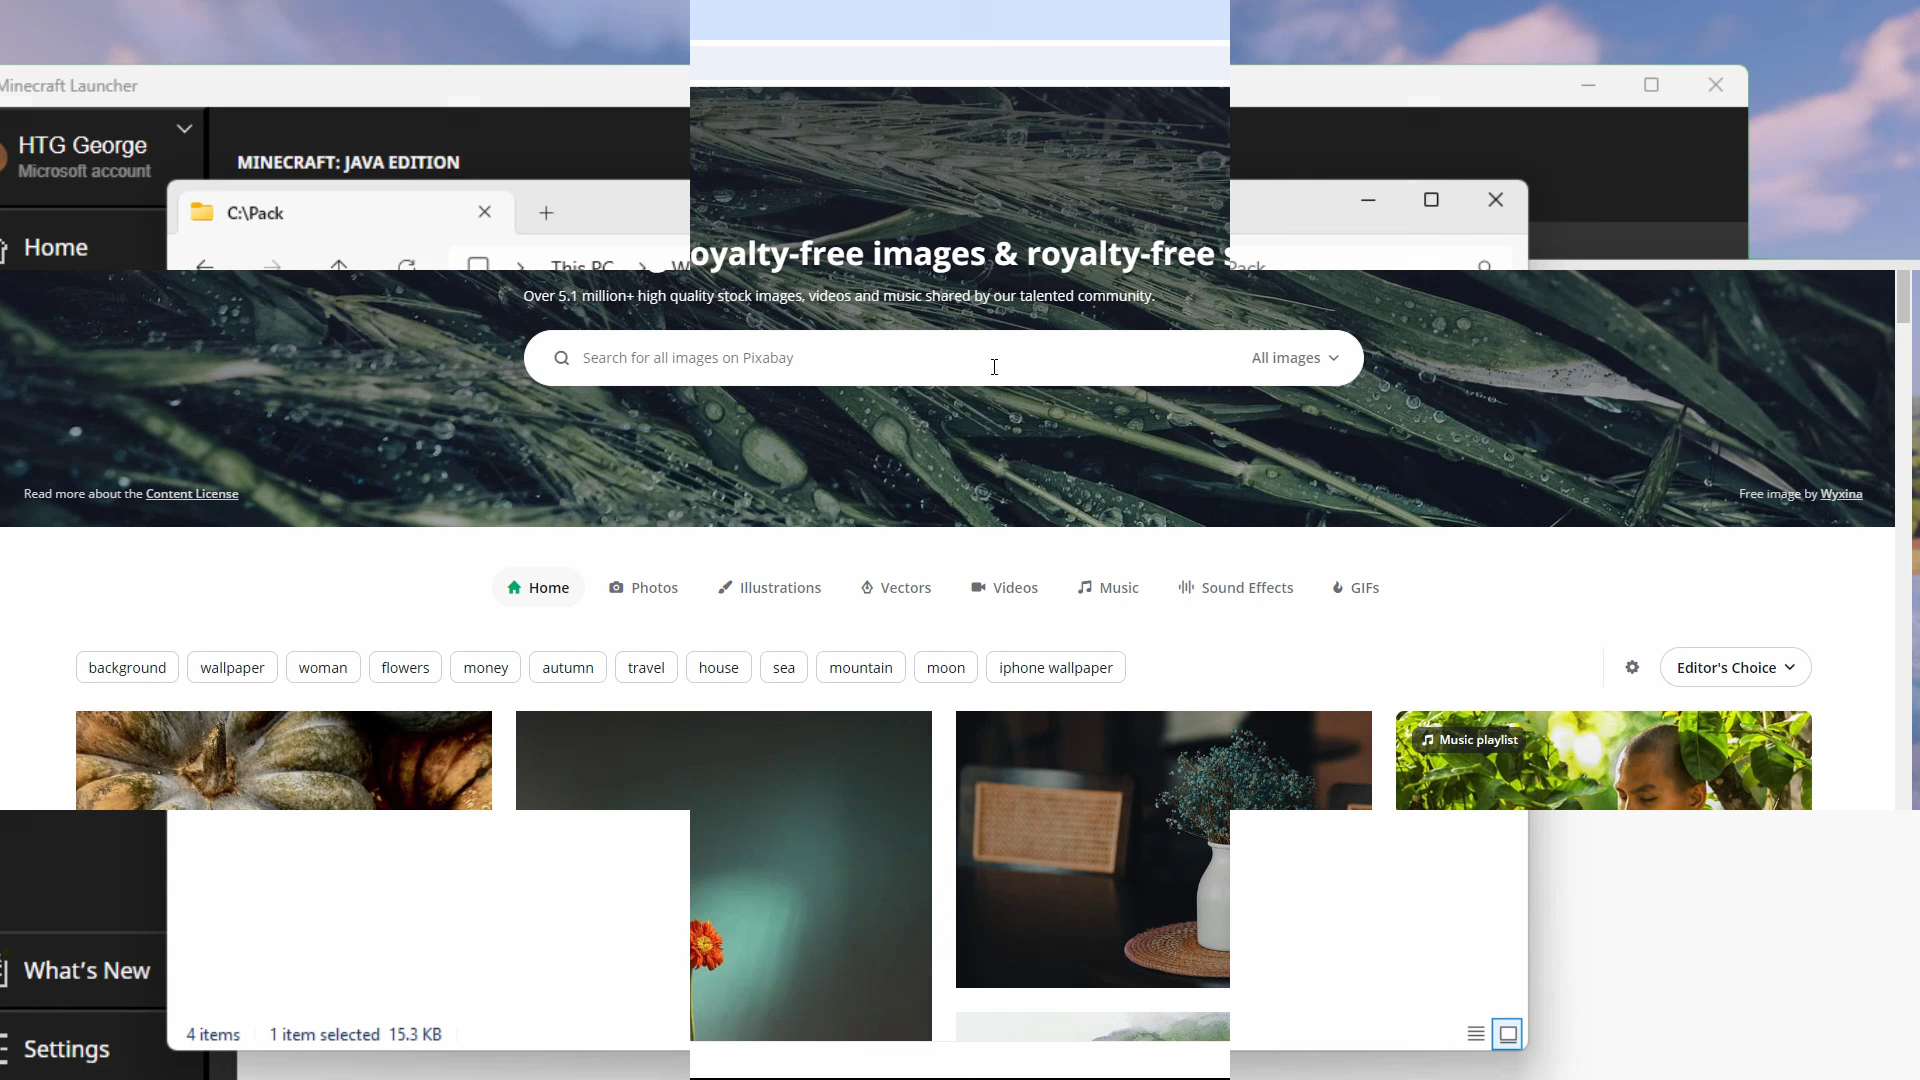 Minecraft Launcher
HTG George
Microsoft account
MINECRAFT: JAVA EDITION
C:\Pack
Home
This PC
Pack
oyalty-free images & royalty-free s
Over 5.1 million+ high quality stock images, videos and music shared by our talented community.
Search for all images on Pixabay
All images
Read more about the Content License
Free image by Wyxina
Home
Photos
Illustrations
Vectors
Videos
Music
Sound Effects
GIFs
background
wallpaper
woman
flowers
money
autumn
travel
house
sea
mountain
moon
iphone wallpaper
Editor's Choice
Music playlist
What's New
4 items
1 item selected 15.3 KB
Settings